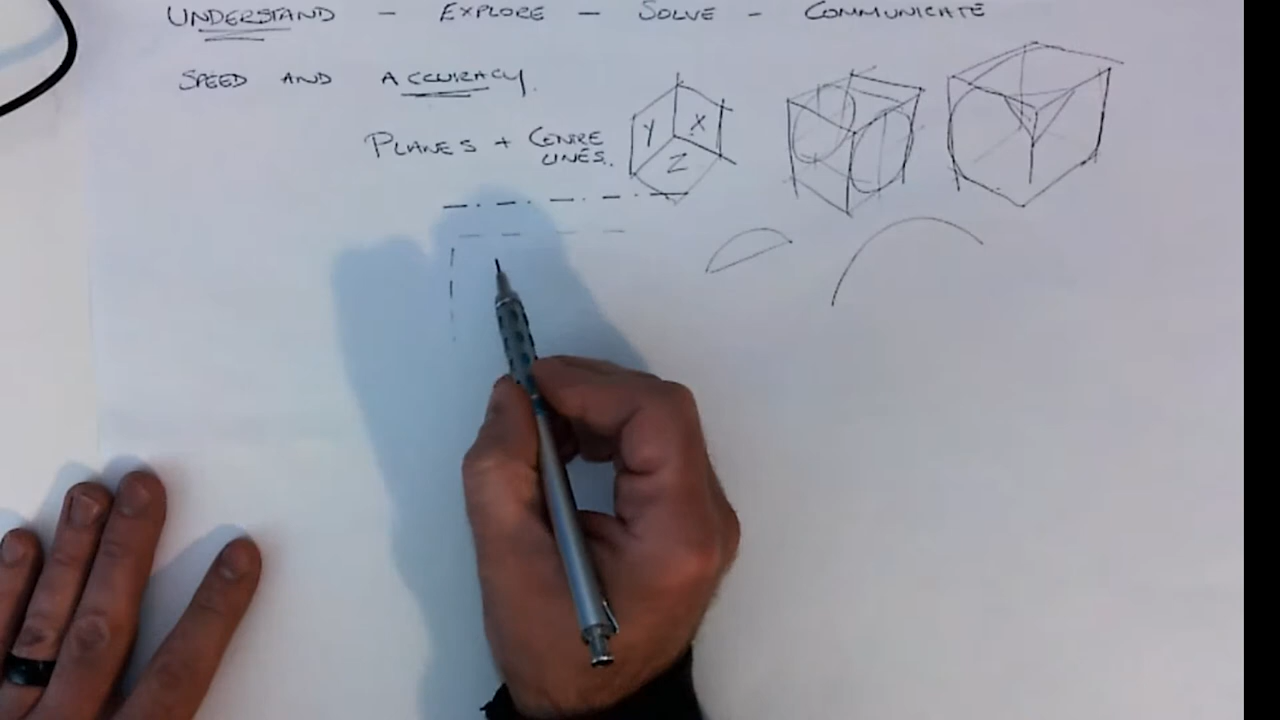 UNDERSTAND - EXPLORE - SOLVE - COMMUNICATE
SPEED AND ACCURACY.
PLANES + CENTRE
LINES.
Y X
Z